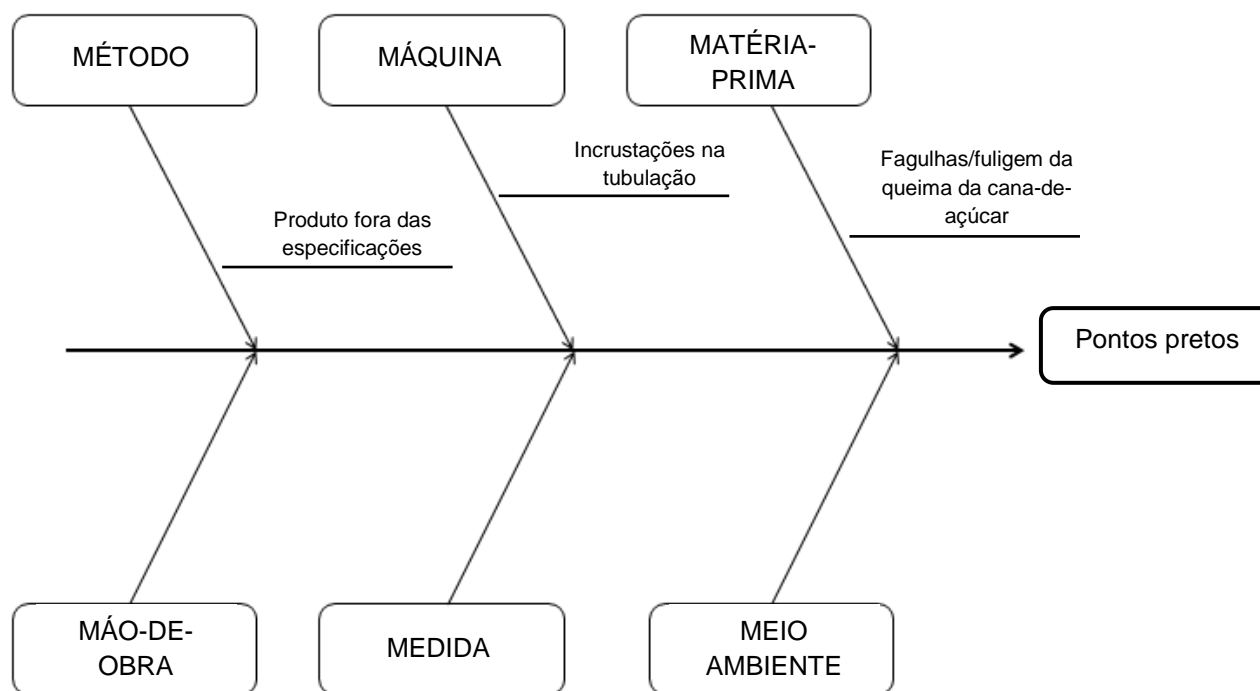 MÉTODO
MÁQUINA
MATÉRIA-
PRIMA
Incrustações na
tubulação
Fagulhas/fuligem da
queima da cana-de-
açúcar
Produto fora das
especificações
Pontos pretos
MÁO-DE-
OBRA
MEDIDA
MEIO
AMBIENTE